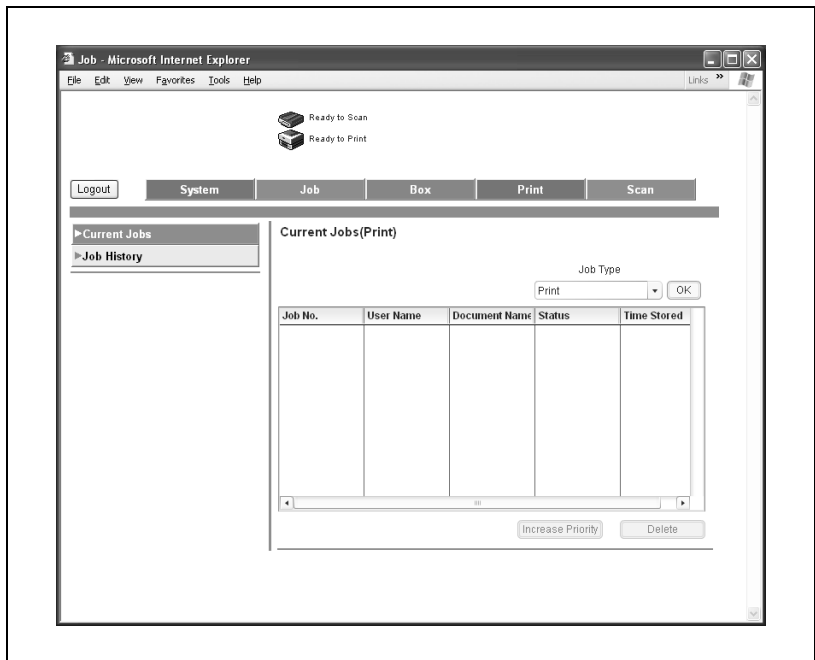 Job - Microsoft Internet Explorer
File Edit View Favorites Tools Help
Links »
Ready to Scan
Ready to Print
Logout System Job Box Print Scan
Current Jobs
Job History
Current Jobs(Print)
Job Type
Print OK
Job No. User Name Document Name Status Time Stored
Increase Priority Delete